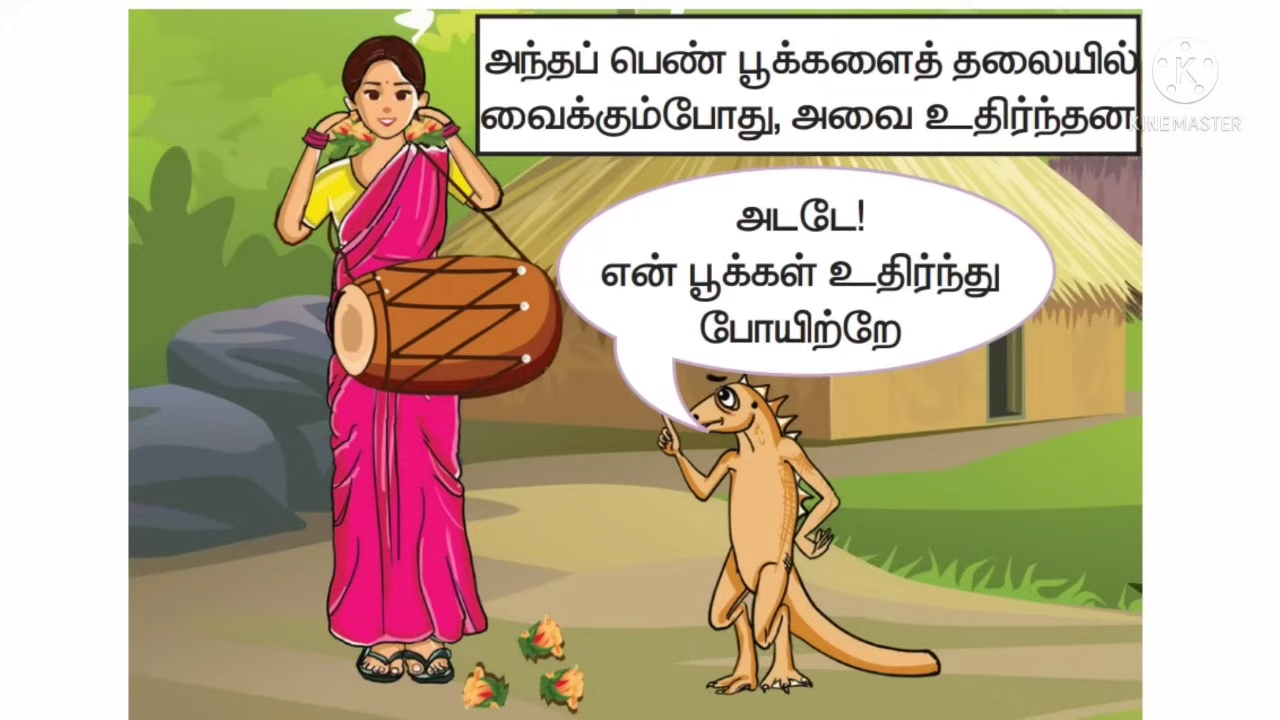 அந்தப் பெண் பூக்களைத் தலையில்
வைக்கும்போது, அவை உதிர்ந்தன
அடடே!
என் பூக்கள் உதிர்ந்து
போயிற்றே
K
KINEMASTER